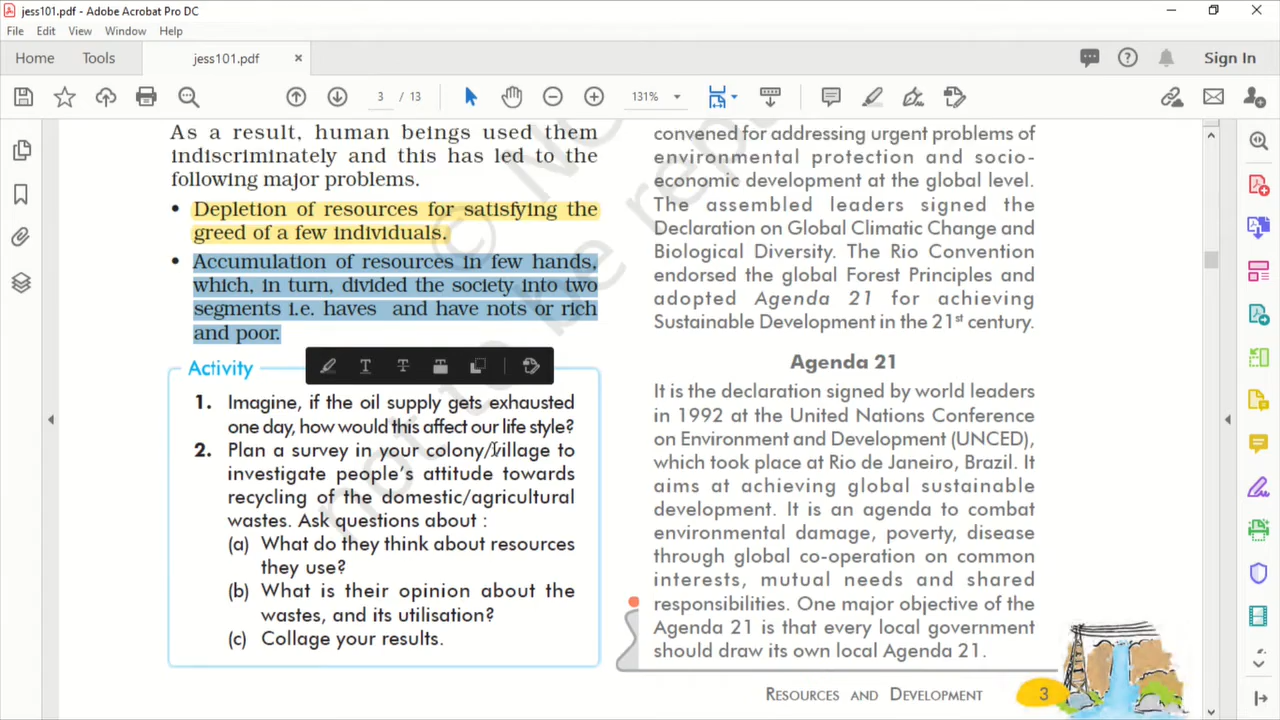 jess101.pdf - Adobe Acrobat Pro DC
File Edit View Window Help
Home Tools jess101.pdf × Sign In
3 / 13 131%
As a result, human beings used them
indiscriminately and this has led to the
following major problems.
• Depletion of resources for satisfying the
greed of a few individuals.
• Accumulation of resources in few hands,
which, in turn, divided the society into two
segments i.e. haves and have nots or rich
and poor.
Activity
1. Imagine, if the oil supply gets exhausted
one day, how would this affect our life style?
2. Plan a survey in your colony/village to
investigate people's attitude towards
recycling of the domestic/agricultural
wastes. Ask questions about :
(a) What do they think about resources
they use?
(b) What is their opinion about the
wastes, and its utilisation?
(c) Collage your results.
convened for addressing urgent problems of
environmental protection and socio-
economic development at the global level.
The assembled leaders signed the
Declaration on Global Climatic Change and
Biological Diversity. The Rio Convention
endorsed the global Forest Principles and
adopted Agenda 21 for achieving
Sustainable Development in the 21st century.
Agenda 21
It is the declaration signed by world leaders
in 1992 at the United Nations Conference
on Environment and Development (UNCED),
which took place at Rio de Janeiro, Brazil. It
aims at achieving global sustainable
development. It is an agenda to combat
environmental damage, poverty, disease
through global co-operation on common
interests, mutual needs and shared
responsibilities. One major objective of the
Agenda 21 is that every local government
should draw its own local Agenda 21.
RESOURCES AND DEVELOPMENT 3
© NC
not to be repu